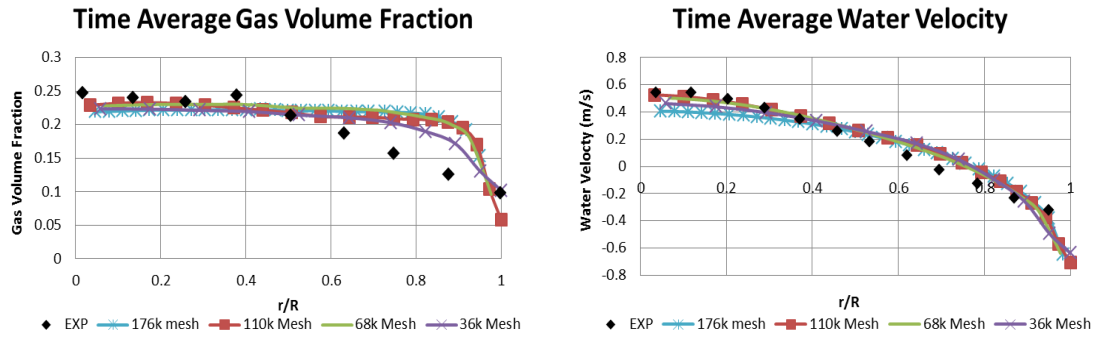 Time Average Gas Volume Fraction
Gas Volume Fraction
0.3
0.25
0.2
0.15
0.1
0.05
0
0 0.2 0.4 0.6 0.8 1
r/R
EXP 176k mesh 110k Mesh 68k Mesh 36k Mesh
Time Average Water Velocity
Water Velocty (m/s)
0.8
0.6
0.4
0.2
0
-0.2
-0.4
-0.6
-0.8
0 0.2 0.4 0.6 0.8 1
r/R
EXP 176k mesh 110k Mesh 68k Mesh 36k Mesh